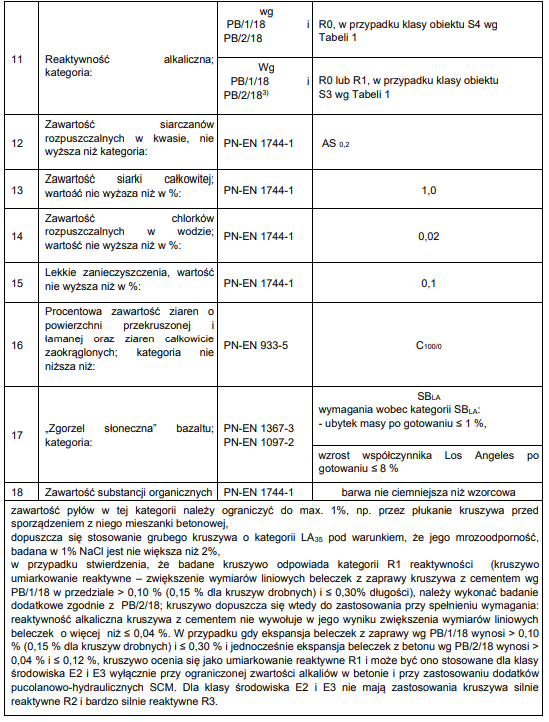 11
Reaktywność alkaliczna;
kategoria:
wg
PB/1/18 i
PB/2/18
R0, w przypadku klasy obiektu S4 wg
Tabeli 1
Wg
PB/1/18 i
PB/2/18³⁾
R0 lub R1, w przypadku klasy obiektu
S3 wg Tabeli 1
12
Zawartość siarczanów
rozpuszczalnych w kwasie, nie
wyższa niż kategoria:
PN-EN 1744-1
AS 0,2
13
Zawartość siarki całkowitej;
wartość nie wyższa niż w %:
PN-EN 1744-1
1,0
14
Zawartość chlorków
rozpuszczalnych w wodzie;
wartość nie wyższa niż w %:
PN-EN 1744-1
0,02
15
Lekkie zanieczyszczenia, wartość
nie wyższa niż w %:
PN-EN 1744-1
0,1
16
Procentowa zawartość ziaren o
powierzchni przekruszonej i
łamanej oraz ziaren całkowicie
zaokrąglonych; kategoria nie
niższa niż:
PN-EN 933-5
C100/0
17
„Zgorzel słoneczna” bazaltu;
kategoria:
PN-EN 1367-3
PN-EN 1097-2
SBLA
wymagania wobec kategorii SBLA:
- ubytek masy po gotowaniu ≤ 1 %,
wzrost współczynnika Los Angeles po
gotowaniu ≤ 8 %
18
Zawartość substancji organicznych
PN-EN 1744-1
barwa nie ciemniejsza niż wzorcowa
zawartość pyłów w tej kategorii należy ograniczyć do max. 1%, np. przez płukanie kruszywa przed
sporządzeniem z niego mieszanki betonowej,
dopuszcza się stosowanie grubego kruszywa o kategorii LA35 pod warunkiem, że jego mrozoodporność,
badana w 1% NaCl jest nie większa niż 2%,
w przypadku stwierdzenia, że badane kruszywo odpowiada kategorii R1 reaktywności (kruszywo
umiarkowanie reaktywne – zwiększenie wymiarów liniowych beleczek z zaprawy kruszywa z cementem wg
PB/1/18 w przedziale > 0,10 % (0,15 % dla kruszyw drobnych) i ≤ 0,30% długości), należy wykonać badanie
dodatkowe zgodnie z PB/2/18; kruszywo dopuszcza się wtedy do zastosowania przy spełnieniu wymagania:
reaktywność alkaliczna kruszywa z cementem nie wywołuje w jego wyniku zwiększenia wymiarów liniowych
beleczek o więcej niż ≤ 0,04 %. W przypadku gdy ekspansja beleczek z zaprawy wg PB/1/18 wynosi > 0,10
% (0,15 % dla kruszyw drobnych) i ≤ 0,30 % i jednocześnie ekspansja beleczek z betonu wg PB/2/18 wynosi >
0,04 % i ≤ 0,12 %, kruszywo ocenia się jako umiarkowanie reaktywne R1 i może być ono stosowane dla klasy
środowiska E2 i E3 wyłącznie przy ograniczonej zwartości alkaliów w betonie i przy zastosowaniu dodatków
pucolanowo-hydraulicznych SCM. Dla klasy środowiska E2 i E3 nie mają zastosowania kruszywa silnie
reaktywne R2 i bardzo silnie reaktywne R3.